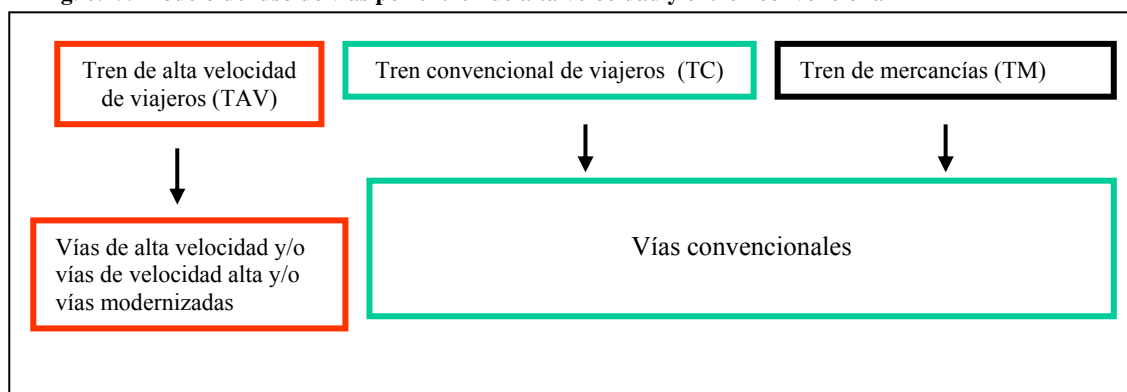 Tren de alta velocidad
de viajeros (TAV)
Tren convencional de viajeros (TC)
Tren de mercancías (TM)
Vías de alta velocidad y/o
vías de velocidad alta y/o
vías modernizadas
Vías convencionales